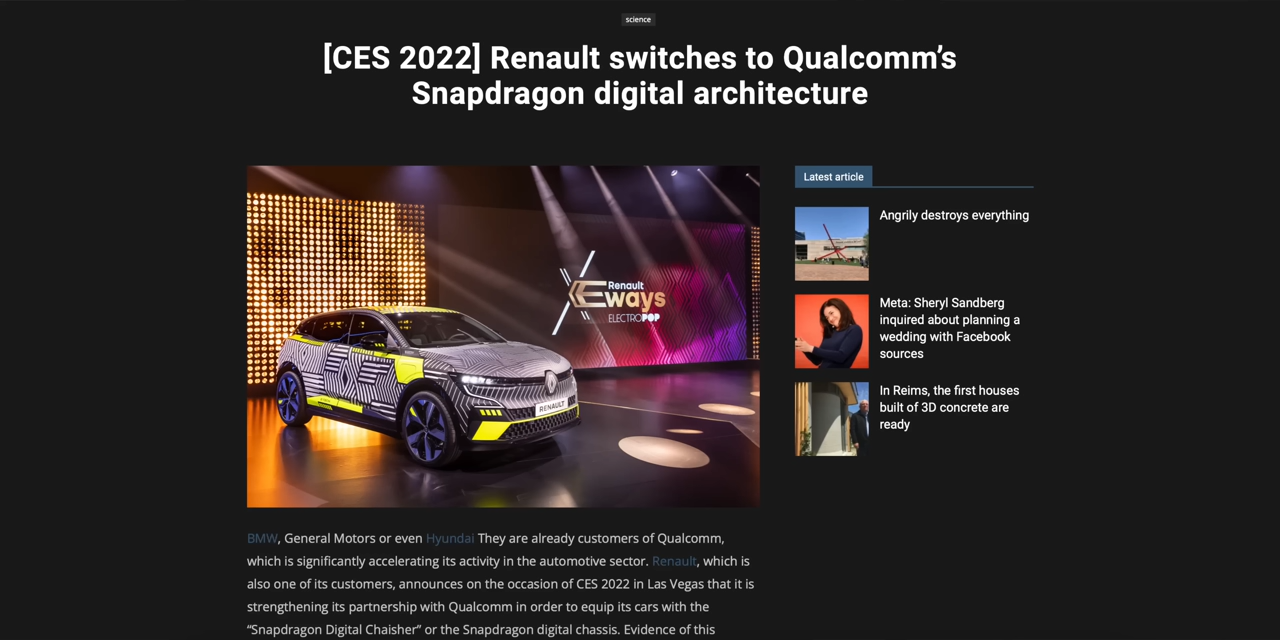 science
[CES 2022] Renault switches to Qualcomm’s
Snapdragon digital architecture
Latest article
Angrily destroys everything
Meta: Sheryl Sandberg
inquired about planning a
wedding with Facebook
sources
In Reims, the first houses
built of 3D concrete are
ready
Renault
Eways
ELECTROPOP
RENAULT
BMW, General Motors or even Hyundai They are already customers of Qualcomm,
which is significantly accelerating its activity in the automotive sector. Renault, which is
also one of its customers, announces on the occasion of CES 2022 in Las Vegas that it is
strengthening its partnership with Qualcomm in order to equip its cars with the
“Snapdragon Digital Chaisher” or the Snapdragon digital chassis. Evidence of this